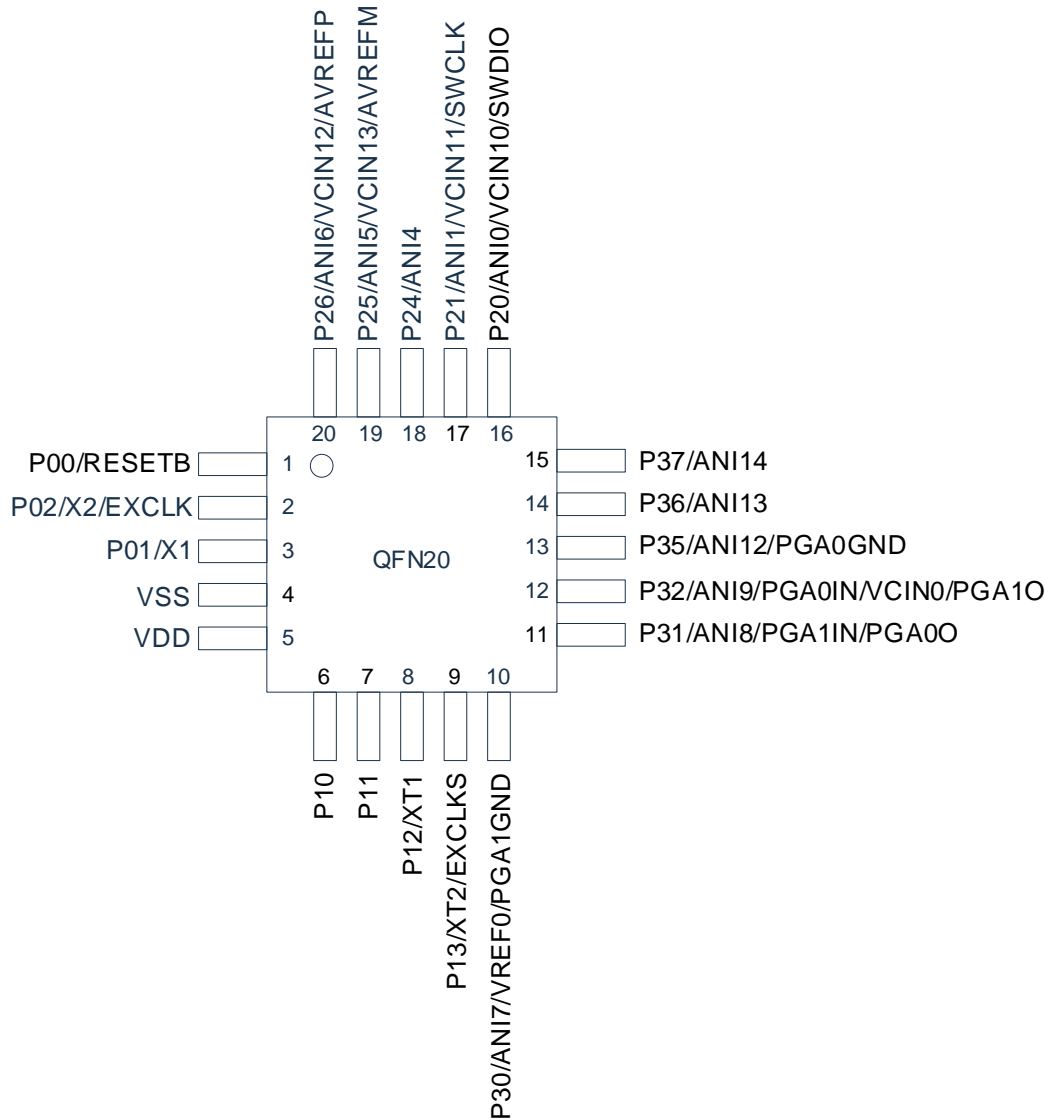 P26/ANI6/VCIN12/AVREFP
P25/ANI5/VCIN13/AVREFM
P24/ANI4
P21/ANI1/VCIN11/SWCLK
P20/ANI0/VCIN10/SWDIO
20
19
18
17
16
P00/RESETB 1
P02/X2/EXCLK 2
P01/X1 3
VSS 4
VDD 5
QFN20
15 P37/ANI14
14 P36/ANI13
13 P35/ANI12/PGA0GND
12 P32/ANI9/PGA0IN/VCIN0/PGA1O
11 P31/ANI8/PGA1IN/PGA0O
6
7
8
9
10
P10
P11
P12/XT1
P13/XT2/EXCLKS
P30/ANI7/VREF0/PGA1GND